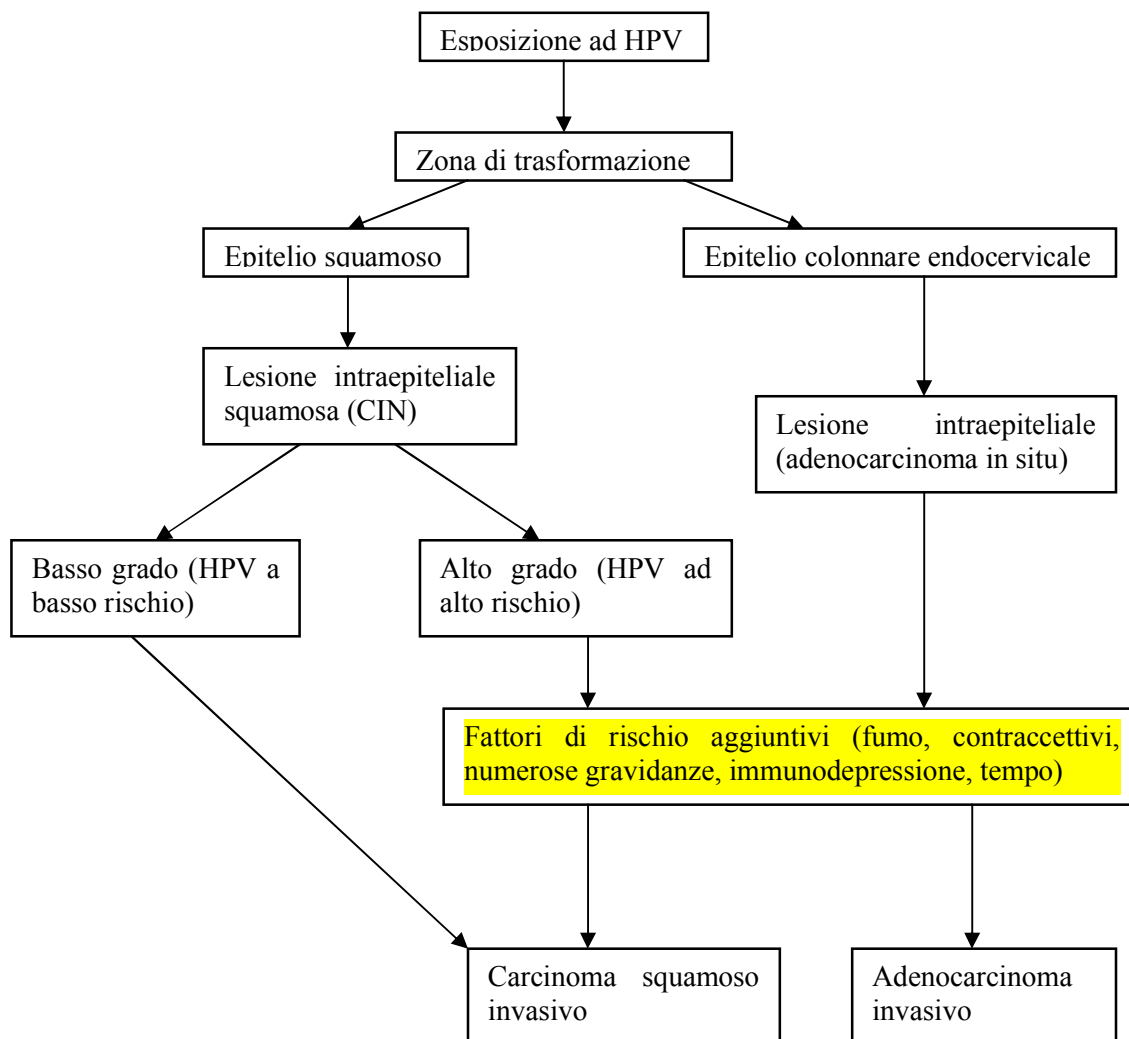 Esposizione ad HPV
Zona di trasformazione
Epitelio squamoso
Epitelio colonnare endocervicale
Lesione intraepiteliale
squamosa (CIN)
Lesione intraepiteliale
(adenocarcinoma in situ)
Basso grado (HPV a
basso rischio)
Alto grado (HPV ad
alto rischio)
Fattori di rischio aggiuntivi (fumo, contraccettivi,
numerose gravidanze, immunodepressione, tempo)
Carcinoma squamoso
invasivo
Adenocarcinoma
invasivo